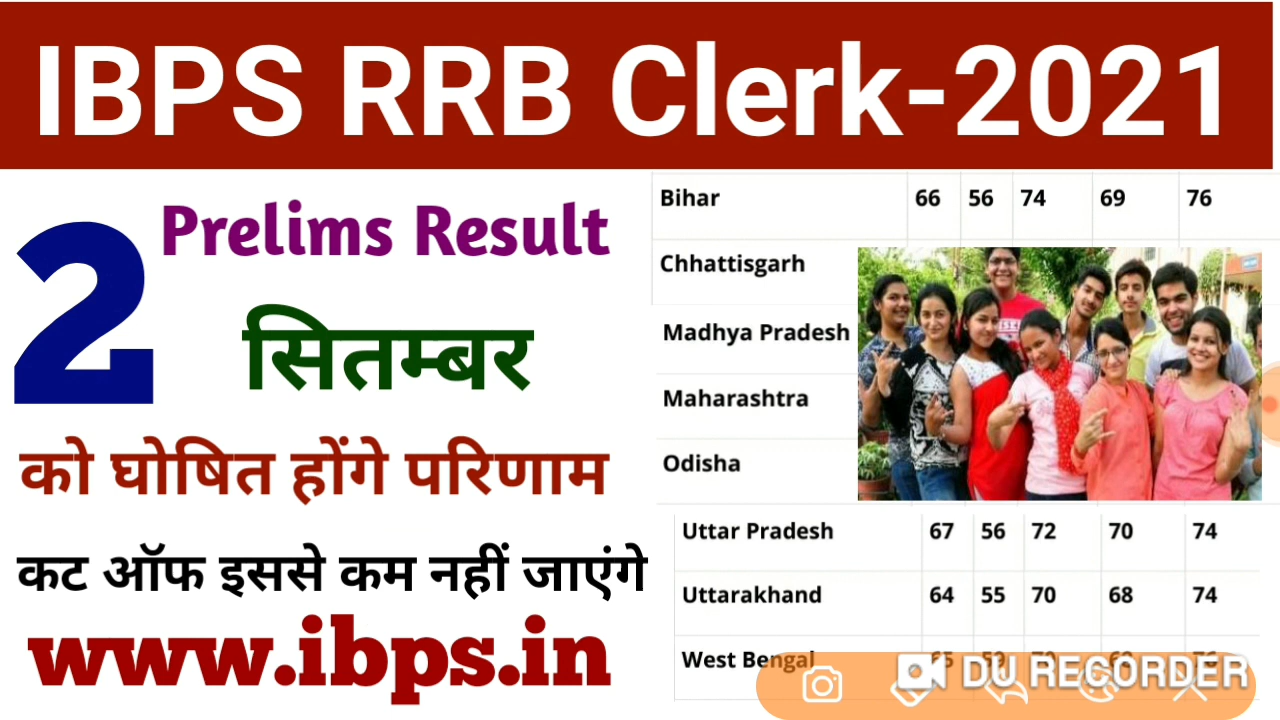 IBPS RRB Clerk-2021
2
Prelims Result
सितम्बर
को घोषित होंगे परिणाम
कट ऑफ इससे कम नहीं जाएंगे
www.ibps.in
Bihar 66 56 74 69 76
Chhattisgarh
Madhya Pradesh
Maharashtra
Odisha
Uttar Pradesh 67 56 72 70 74
Uttarakhand 64 55 70 68 74
West Bengal
DU RECORDER